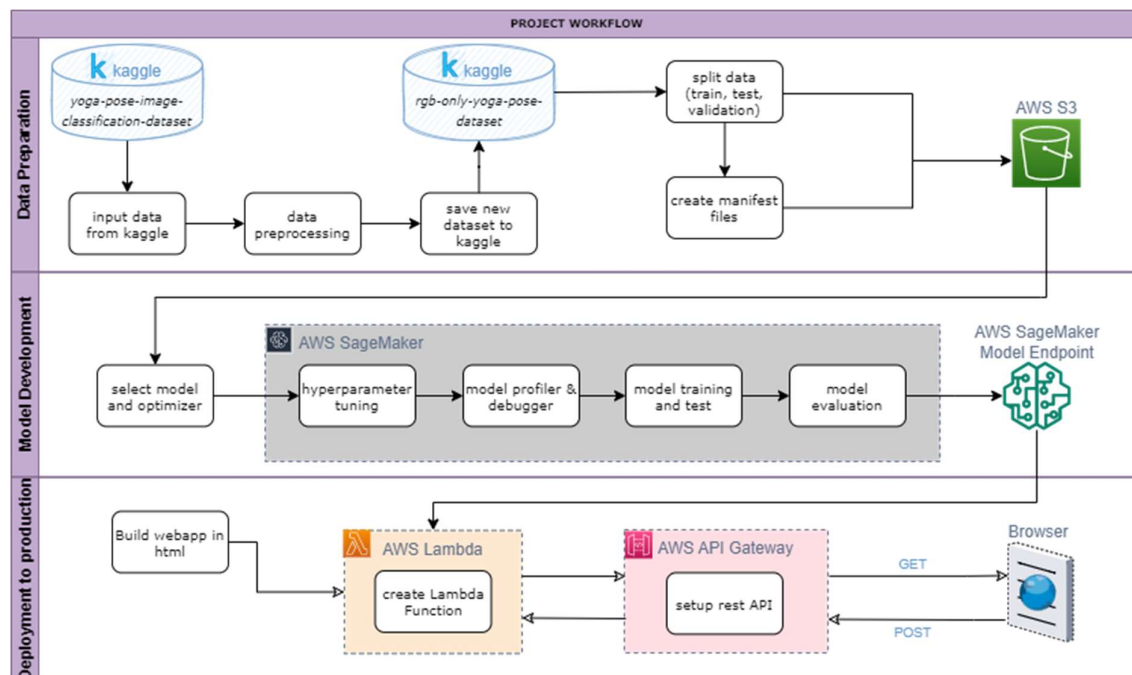 PROJECT WORKFLOW
Data Preparation
k kaggle
yoga-pose-image-
classification-dataset
k kaggle
rgb-only-yoga-pose-
dataset
split data
(train, test,
validation)
AWS S3
input data
from kaggle
data
preprocessing
save new
dataset to
kaggle
create manifest
files
Model Development
AWS SageMaker
AWS SageMaker
Model Endpoint
select model
and optimizer
hyperparameter
tuning
model profiler &
debugger
model training
and test
model
evaluation
Deployment to production
Build webapp in
html
AWS Lambda
create Lambda
Function
AWS API Gateway
setup rest API
GET
POST
Browser